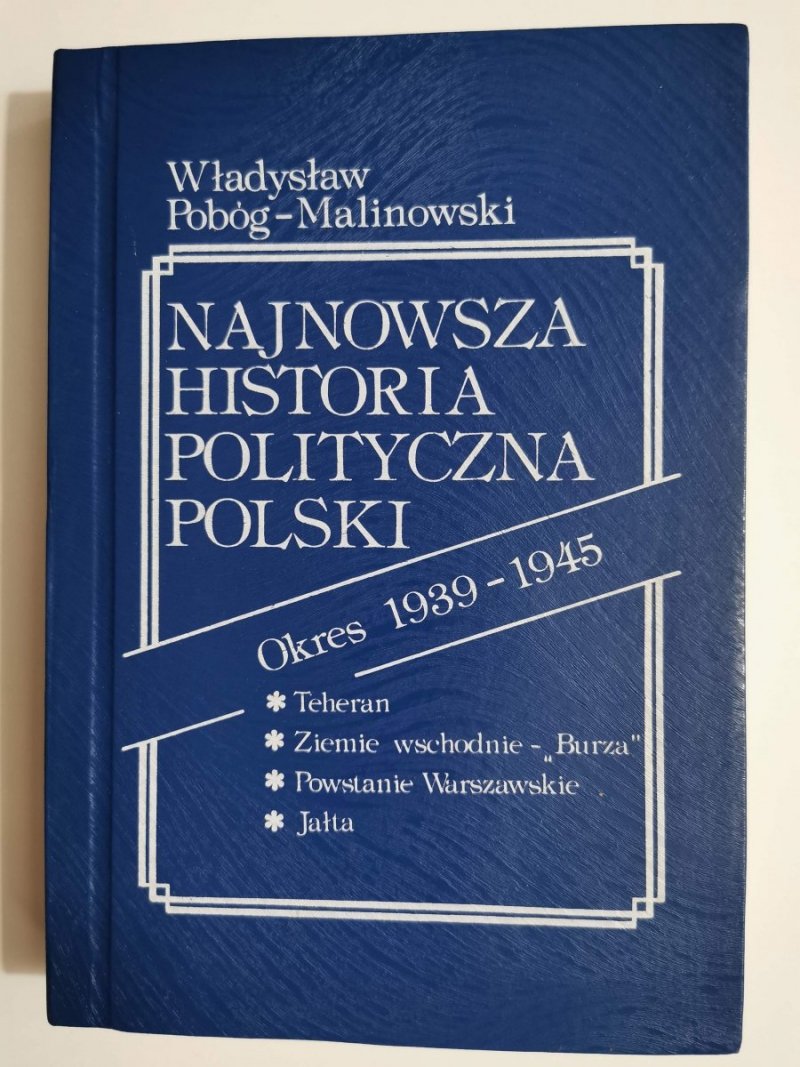 Władysław
Pobóg-Malinowski
NAJNOWSZA
HISTORIA
POLITYCZNA
POLSKI
Okres 1939-1945
* Teheran
* Ziemie wschodnie - „Burza"
* Powstanie Warszawskie
* Jałta